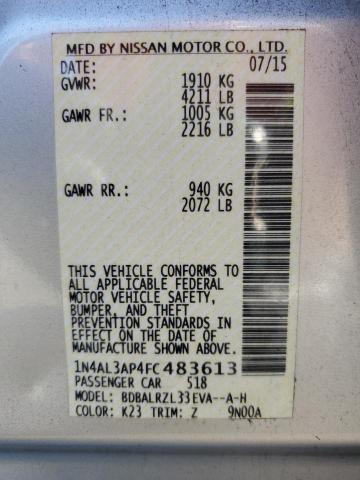 MFD BY NISSAN MOTOR CO., LTD.
DATE: 07/15
GVWR: 1910 KG
4211 LB
GAWR FR.: 1005 KG
2216 LB
GAWR RR.: 940 KG
2072 LB
THIS VEHICLE CONFORMS TO
ALL APPLICABLE FEDERAL
MOTOR VEHICLE SAFETY,
BUMPER, AND THEFT
PREVENTION STANDARDS IN
EFFECT ON THE DATE OF
MANUFACTURE SHOWN ABOVE.
1N4AL3AP4FC483613
PASSENGER CAR 518
MODEL: BDBALRZL33EVA--A-H
COLOR: K23 TRIM: Z 9N00A